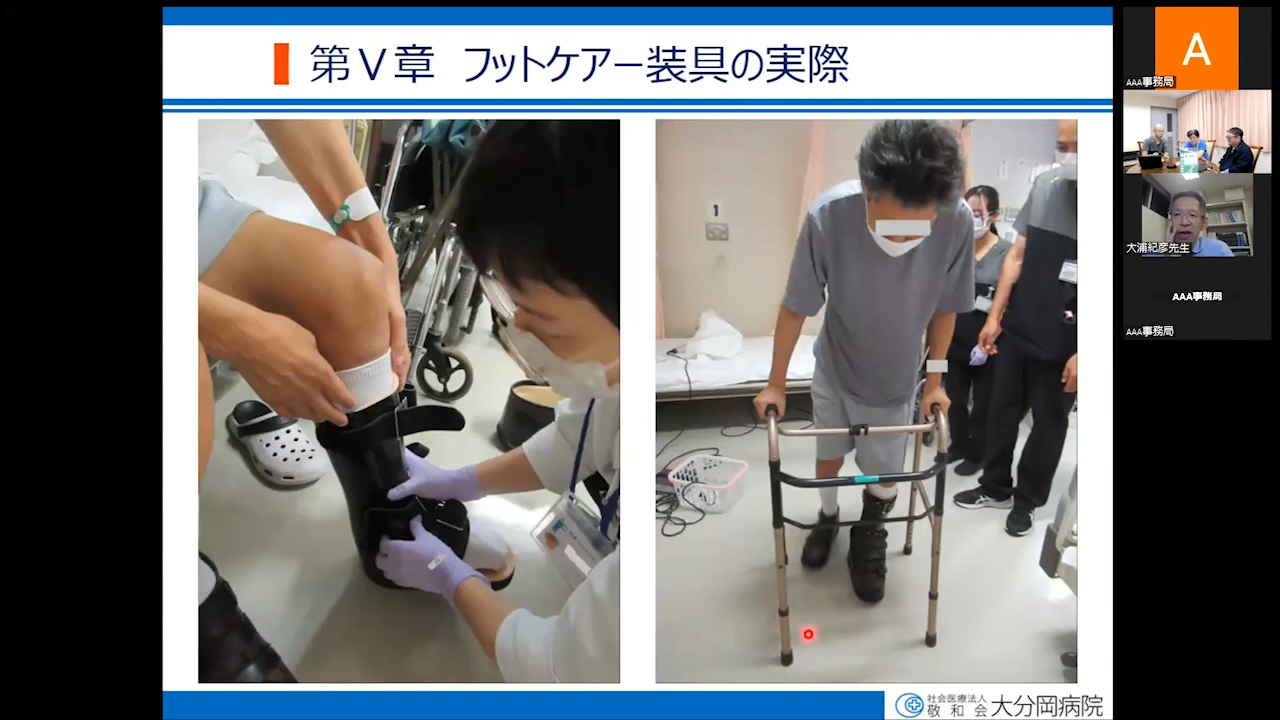 第Ⅴ章 フットケアー装具の実際
社会医療法人
敬和会
大分岡病院
A
AAA事務局
大浦紀彦先生
AAA事務局
AAA事務局